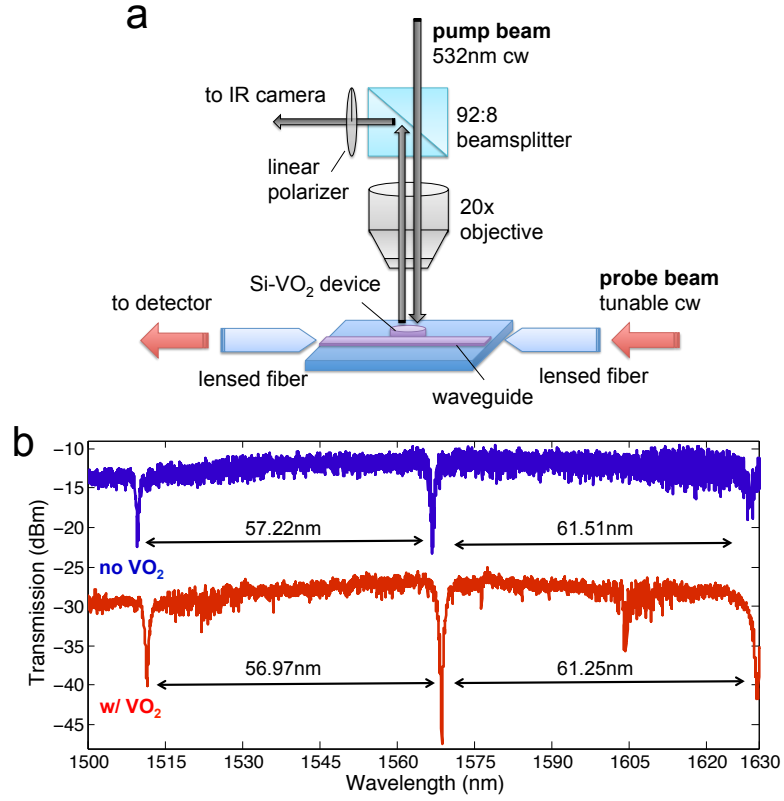 a
pump beam
532nm cw
to IR camera
92:8
beamsplitter
linear
polarizer
20x
objective
Si-VO₂ device
probe beam
tunable cw
to detector
lensed fiber
lensed fiber
waveguide
b
−10
−15
−20
−25
−30
−35
−40
−45
Transmission (dBm)
57.22nm
61.51nm
no VO₂
56.97nm
61.25nm
w/ VO₂
1500
1515
1530
1545
1560
1575
1590
1605
1620
1630
Wavelength (nm)